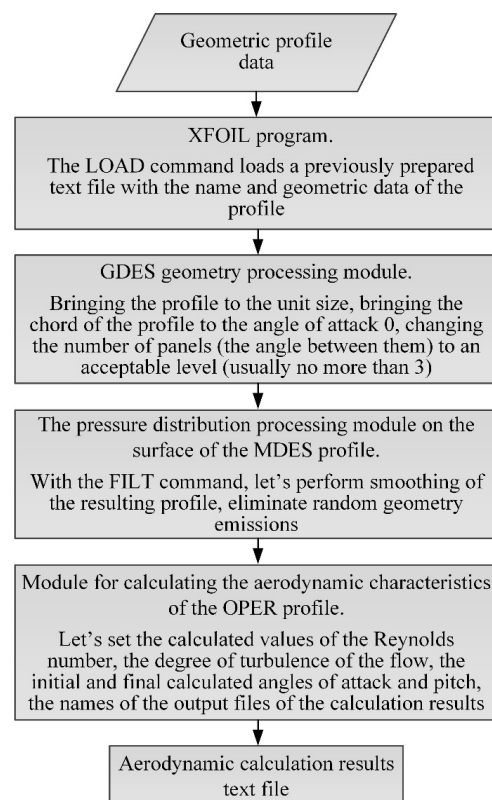 Geometric profile
data
XFOIL program.
The LOAD command loads a previously prepared
text file with the name and geometric data of the
profile
GDES geometry processing module.
Bringing the profile to the unit size, bringing the
chord of the profile to the angle of attack 0, changing
the number of panels (the angle between them) to an
acceptable level (usually no more than 3)
The pressure distribution processing module on the
surface of the MDES profile.
With the FILT command, let’s perform smoothing of
the resulting profile, eliminate random geometry
emissions
Module for calculating the aerodynamic characteristics
of the OPER profile.
Let’s set the calculated values of the Reynolds
number, the degree of turbulence of the flow, the
initial and final calculated angles of attack and pitch,
the names of the output files of the calculation results
Aerodynamic calculation results
text file